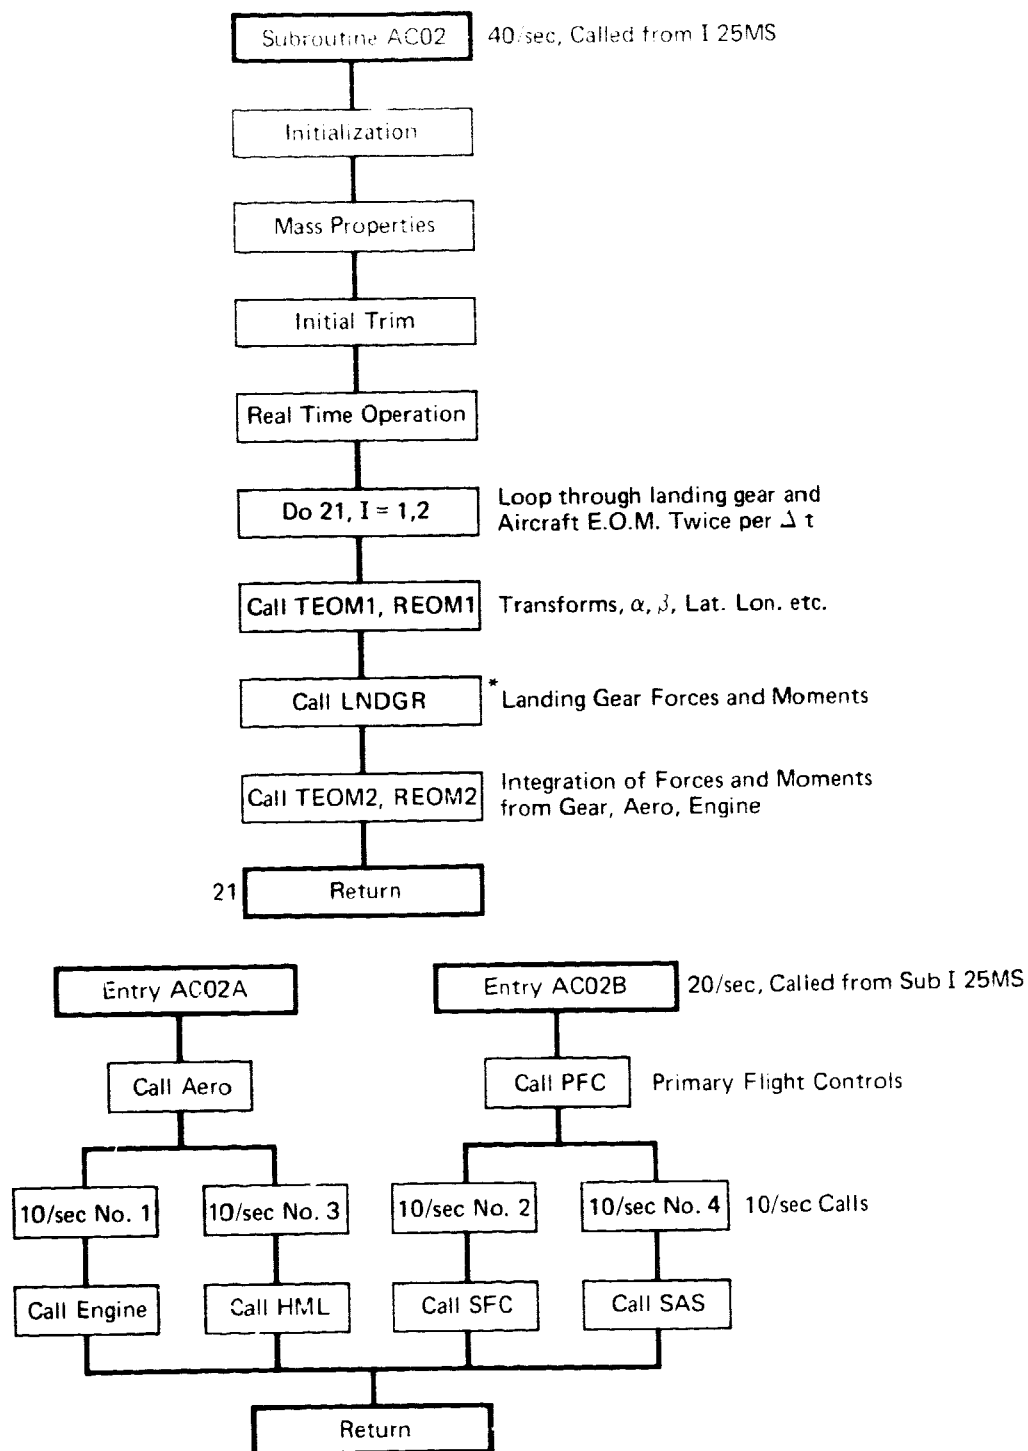 Subroutine AC02
40/sec, Called from I 25MS
Initialization
Mass Properties
Initial Trim
Real Time Operation
Do 21, I = 1,2
Loop through landing gear and
Aircraft E.O.M. Twice per Δ t
Call TEOM1, REOM1
Transforms, α, β, Lat. Lon. etc.
Call LNDGR
*Landing Gear Forces and Moments
Call TEOM2, REOM2
Integration of Forces and Moments
from Gear, Aero, Engine
21
Return
Entry AC02A
Entry AC02B
20/sec, Called from Sub I 25MS
Call Aero
Call PFC
Primary Flight Controls
10/sec No. 1
10/sec No. 3
10/sec No. 2
10/sec No. 4
10/sec Calls
Call Engine
Call HML
Call SFC
Call SAS
Return